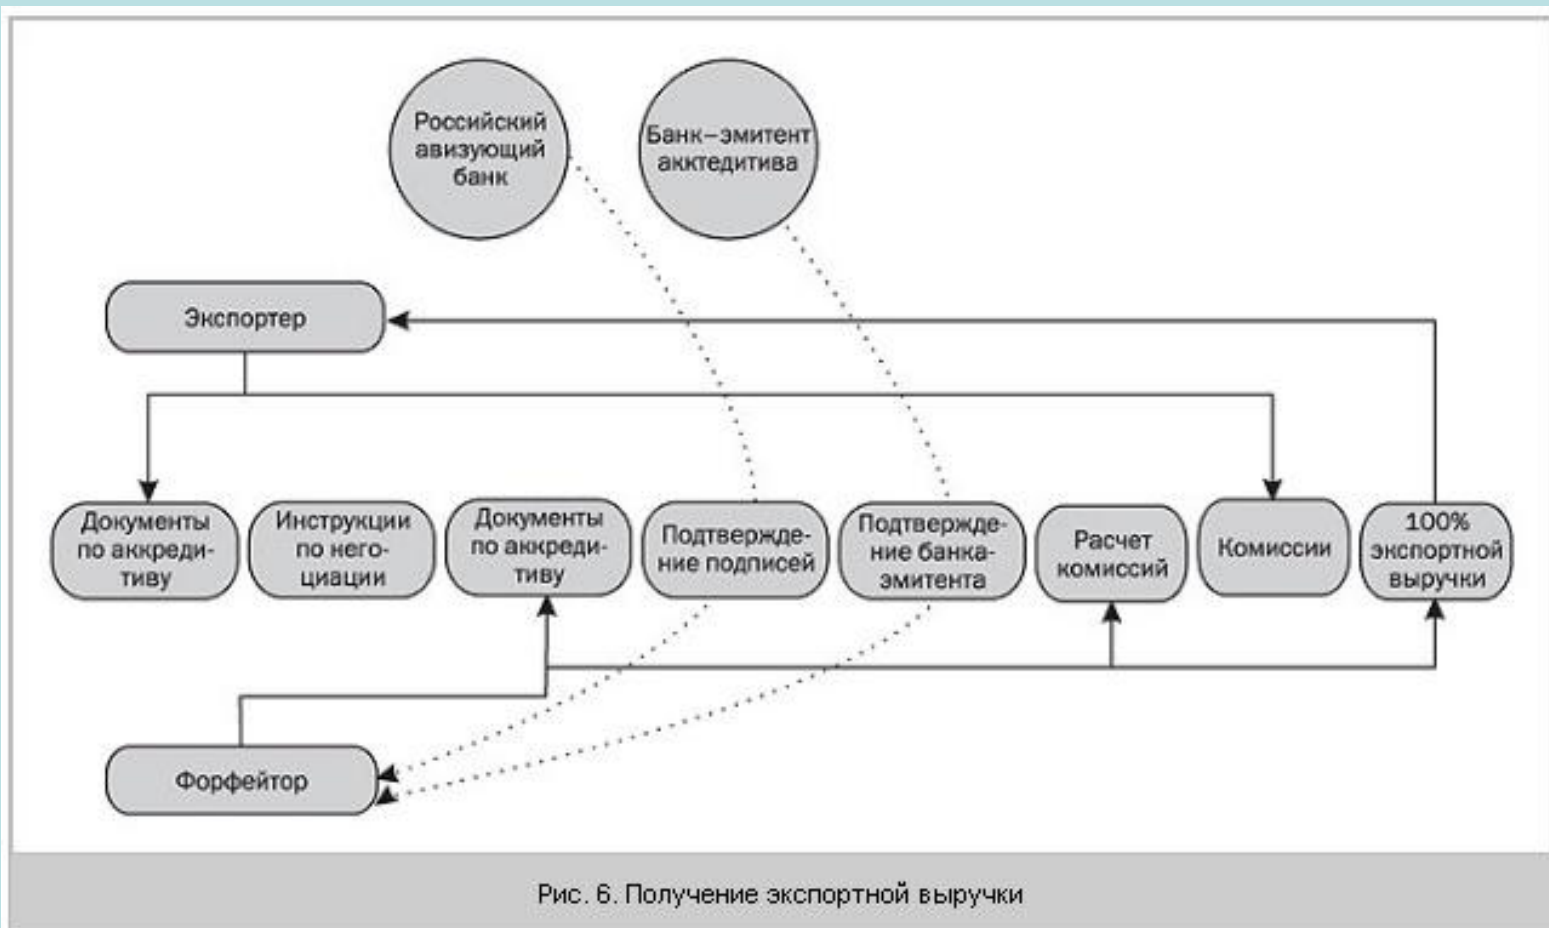 Российский
авизующий
банк
Банк–эмитент
акктедитива
Экспортер
Документы
по аккреди-
тиву
Инструкции
по него-
циации
Документы
по аккреди-
тиву
Подтвержде-
ние подписей
Подтвержде-
ние банка-
эмитента
Расчет
комиссий
Комиссии
100%
экспортной
выручки
Форфейтор
Рис. 6. Получение экспортной выручки